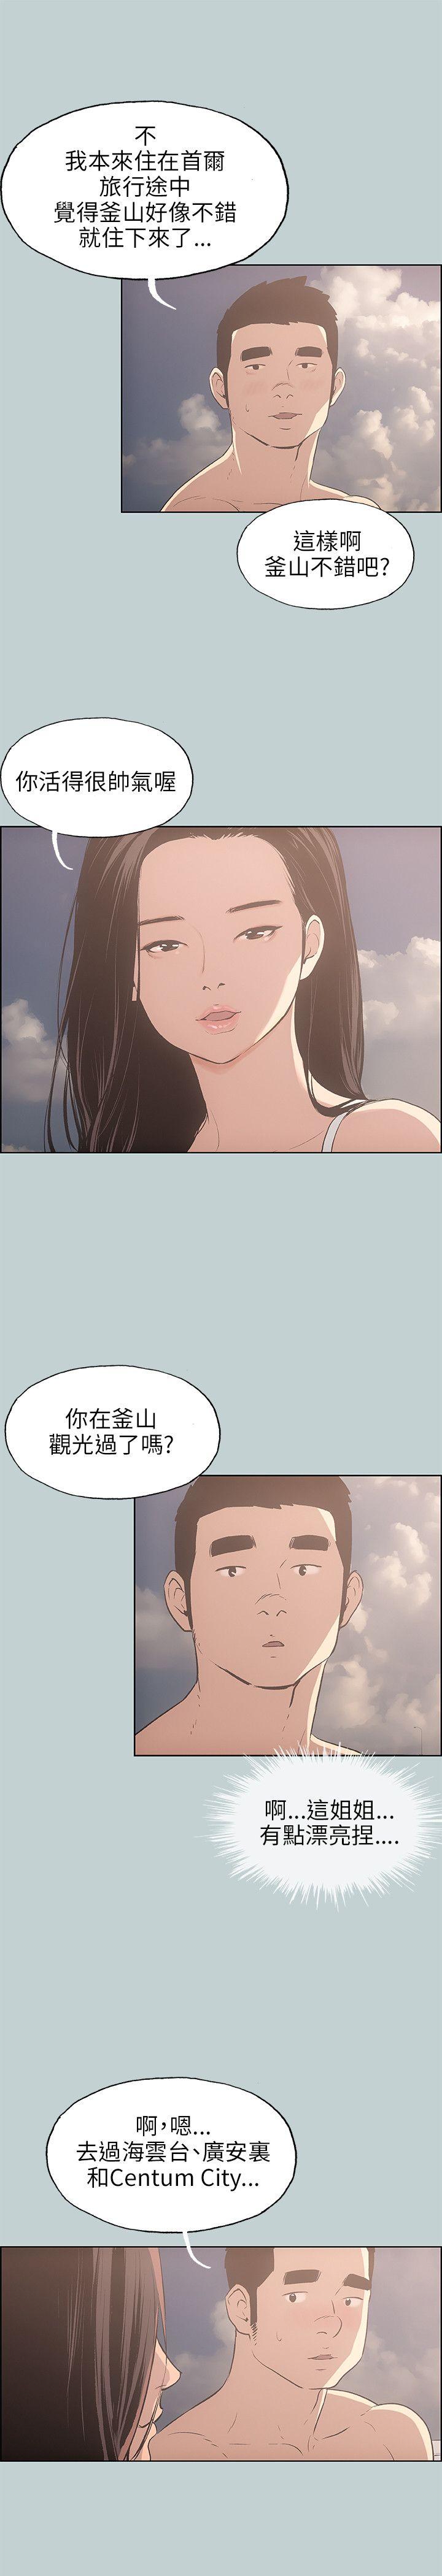 不
我本來住在首爾
旅行途中
覺得釜山好像不錯
就住下來了...
這樣啊
釜山不錯吧?
你活得很帥氣喔
你在釜山
觀光過了嗎?
啊...這姐姐...
有點漂亮捏....
啊,嗯...
去過海雲台、廣安裏
和Centum City...